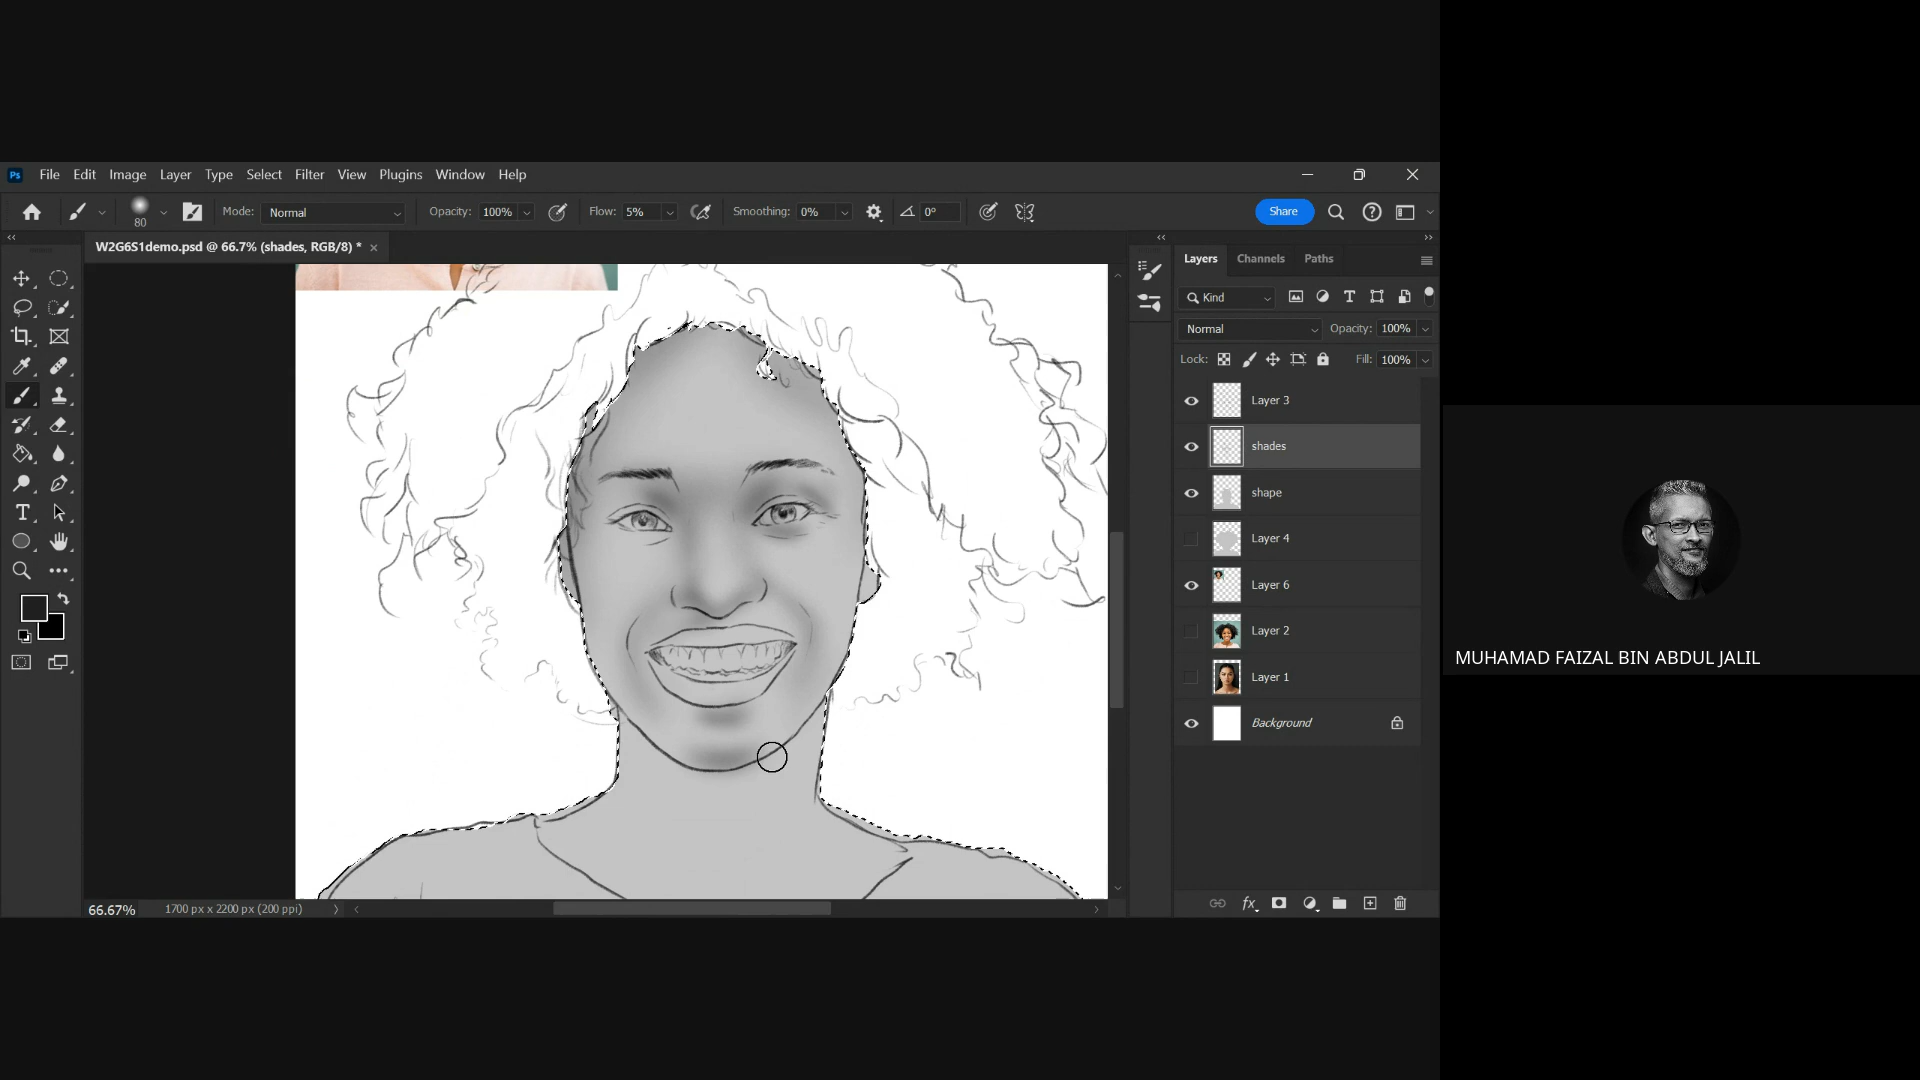 Ps File Edit Image Layer Type Select Filter View Plugins Window Help
80 Mode: Normal Opacity: 100% Flow: 5% Smoothing: 0% 0° Share
W2G6S1demo.psd @ 66.7% (shades, RGB/8) *
Layers Channels Paths
Kind
Normal Opacity: 100%
Lock: Fill: 100%
Layer 3
shades
shape
Layer 4
Layer 6
Layer 2
Layer 1
Background
MUHAMAD FAIZAL BIN ABDUL JALIL
66.67% 1700 px x 2200 px (200 ppi)